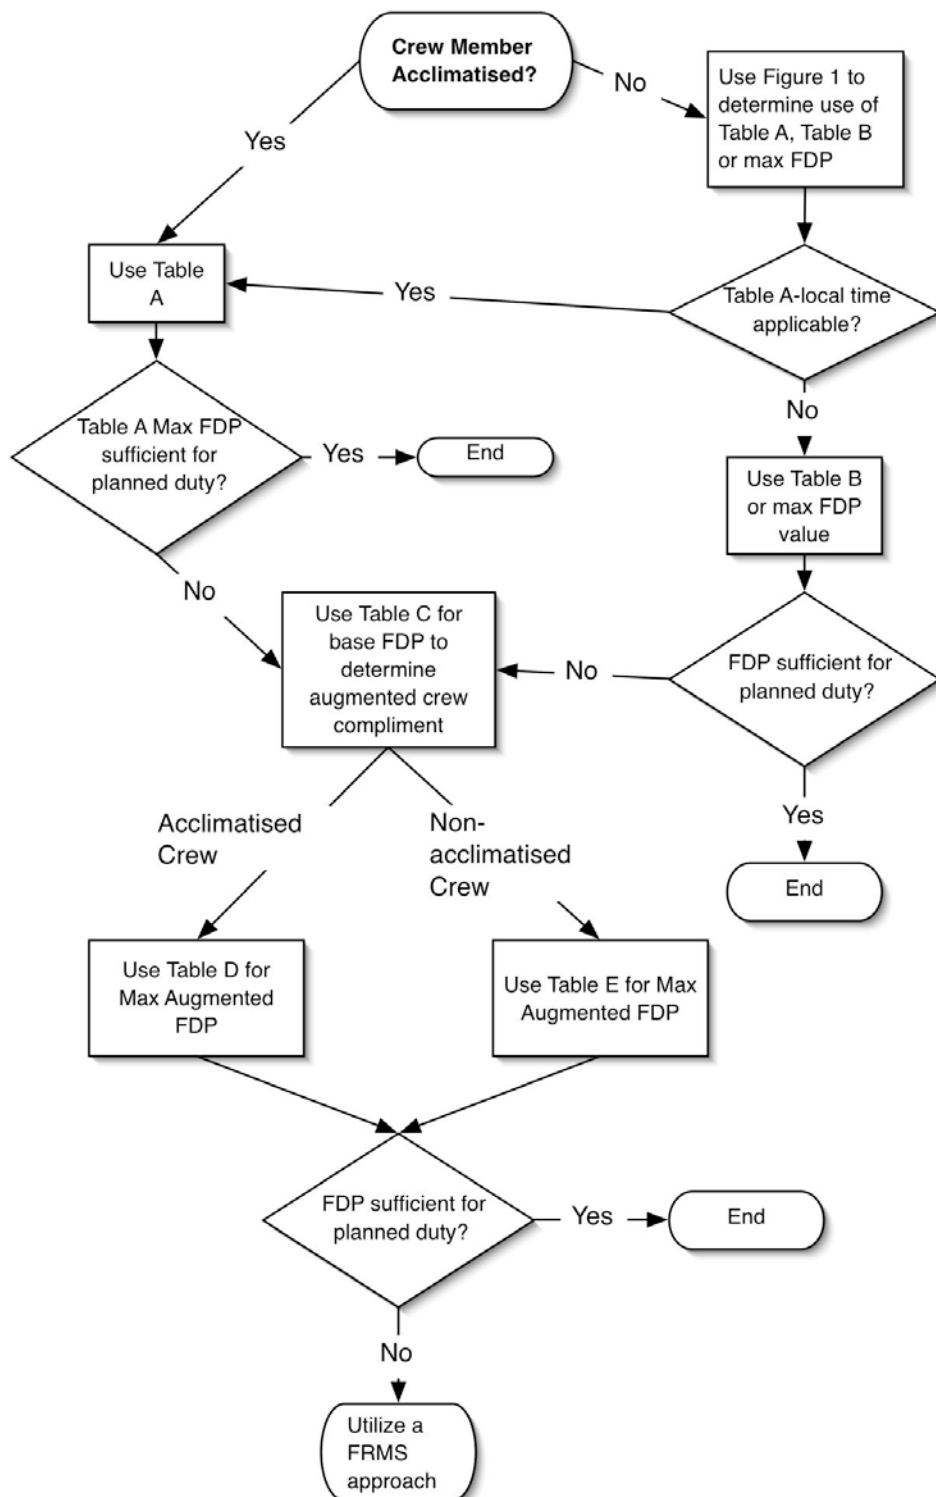 Crew Member
Acclimatised?
No
Use Figure 1 to
determine use of
Table A, Table B
or max FDP
Yes
Use Table
A
Yes
Table A-local time
applicable?
No
Table A Max FDP
sufficient for
planned duty?
Yes
End
Use Table B
or max FDP
value
No
Use Table C for
base FDP to
determine
augmented crew
compliment
No
FDP sufficient for
planned duty?
Yes
End
Acclimatised
Crew
Non-
acclimatised
Crew
Use Table D for
Max Augmented
FDP
Use Table E for Max
Augmented FDP
FDP sufficient for
planned duty?
Yes
End
No
Utilize a
FRMS
approach